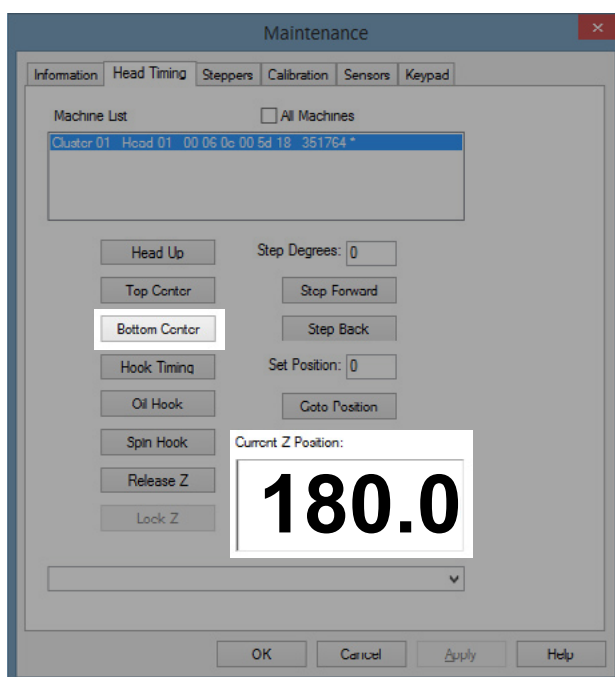 Maintenance
Information Head Timing Steppers Calibration Sensors Keypad
Machine List All Machines
Cluster 01 Head 01 00 06 0c 00 5d 18 351764 *
Head Up Step Degrees: 0
Top Center Step Forward
Bottom Center Step Back
Hook Timing Set Position: 0
Oil Hook Goto Position
Spin Hook Current Z Position:
Release Z 180.0
Lock Z
OK Cancel Apply Help